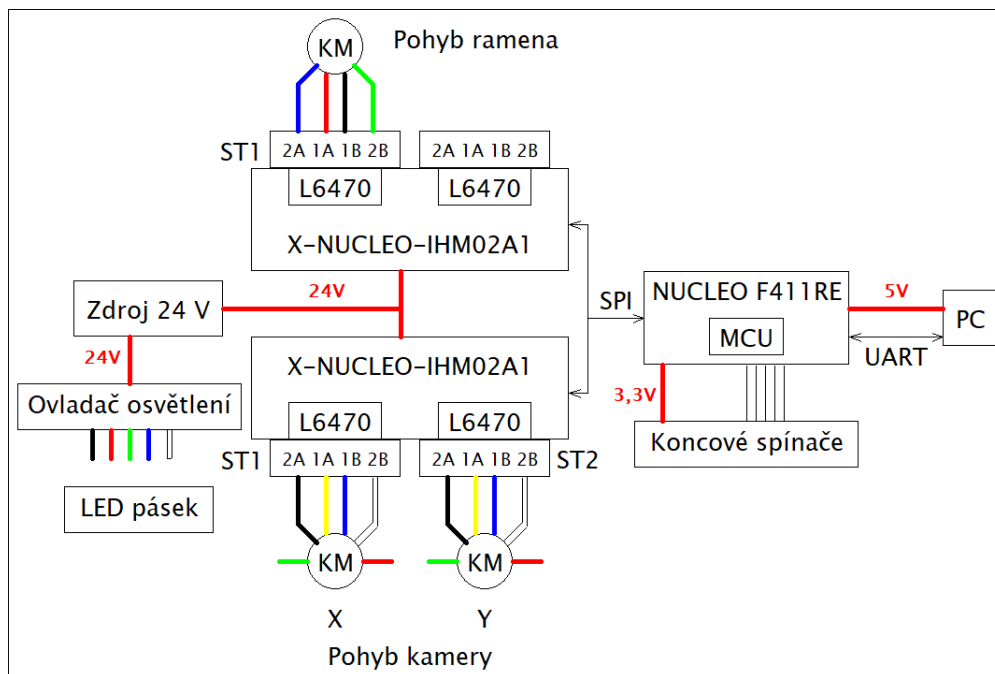 KM
Pohyb ramena
ST1
2A 1A 1B 2B
2A 1A 1B 2B
L6470
L6470
X-NUCLEO-IHM02A1
Zdroj 24 V
24V
SPI
NUCLEO F411RE
MCU
5V
PC
UART
24V
X-NUCLEO-IHM02A1
3,3V
Ovladač osvětlení
L6470
L6470
Koncové spínače
ST1
2A 1A 1B 2B
2A 1A 1B 2B
ST2
LED pásek
KM
KM
X
Y
Pohyb kamery